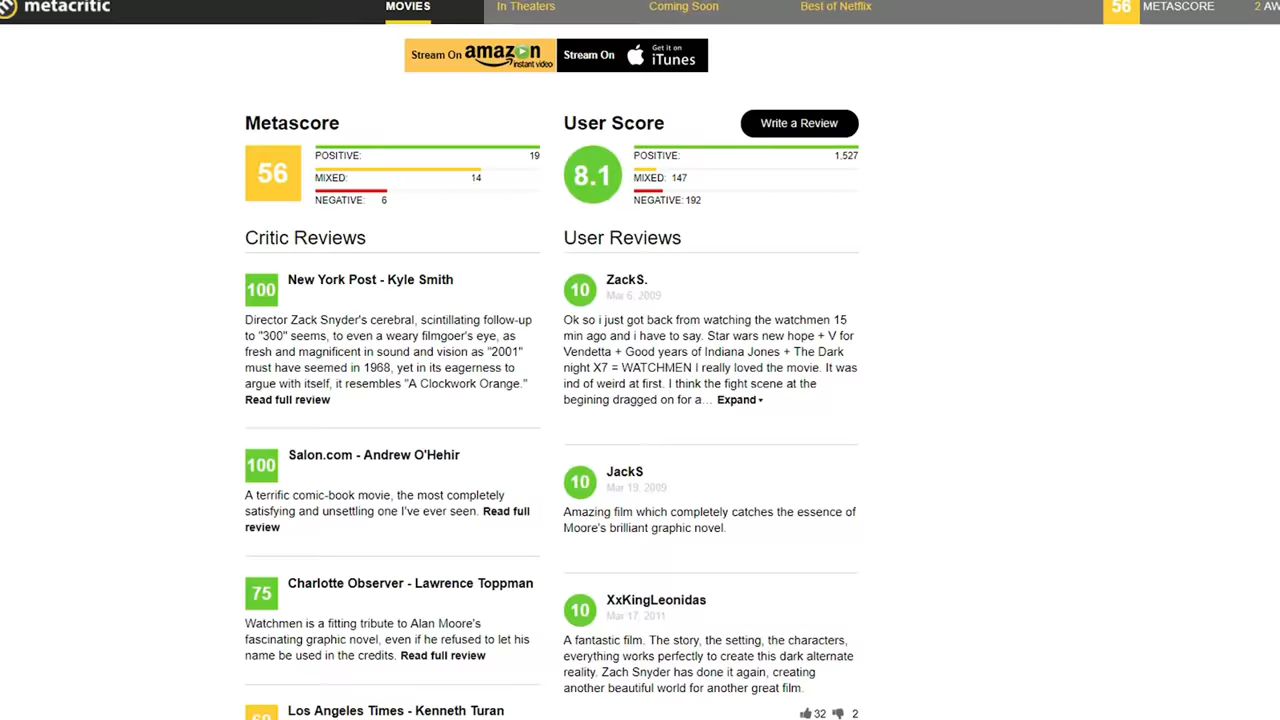 metacritic
MOVIES
In Theaters
Coming Soon
Best of Netflix
56
METASCORE
2 AW
Stream On amazon instant video
Stream On Get it on iTunes
Metascore
56
POSITIVE: 19
MIXED: 14
NEGATIVE: 6
User Score
Write a Review
8.1
POSITIVE: 1,527
MIXED: 147
NEGATIVE: 192
Critic Reviews
100
New York Post - Kyle Smith
Director Zack Snyder's cerebral, scintillating follow-up
to "300" seems, to even a weary filmgoer's eye, as
fresh and magnificent in sound and vision as "2001"
must have seemed in 1968, yet in its eagerness to
argue with itself, it resembles "A Clockwork Orange."
Read full review
100
Salon.com - Andrew O'Hehir
A terrific comic-book movie, the most completely
satisfying and unsettling one I've ever seen. Read full
review
75
Charlotte Observer - Lawrence Toppman
Watchmen is a fitting tribute to Alan Moore's
fascinating graphic novel, even if he refused to let his
name be used in the credits. Read full review
Los Angeles Times - Kenneth Turan
User Reviews
10
ZackS.
Mar 6, 2009
Ok so i just got back from watching the watchmen 15
min ago and i have to say. Star wars new hope + V for
Vendetta + Good years of Indiana Jones + The Dark
night X7 = WATCHMEN I really loved the movie. It was
ind of weird at first. I think the fight scene at the
begining dragged on for a… Expand
10
JackS
Mar 19, 2009
Amazing film which completely catches the essence of
Moore's brilliant graphic novel.
10
XxKingLeonidas
Mar 17, 2011
A fantastic film. The story, the setting, the characters,
everything works perfectly to create this dark alternate
reality. Zach Snyder has done it again, creating
another beautiful world for another great film.
32 2